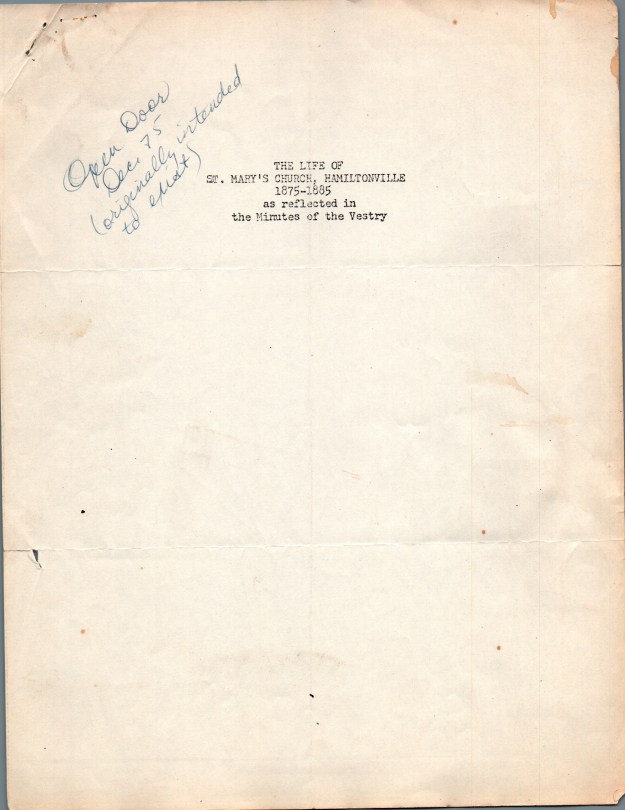 Open Door
Dec. 75
(originally intended
to
THE LIFE OF
ST. MARY'S CHURCH, HAMILTONVILLE
1875-1885
as reflected in
the Minutes of the Vestry